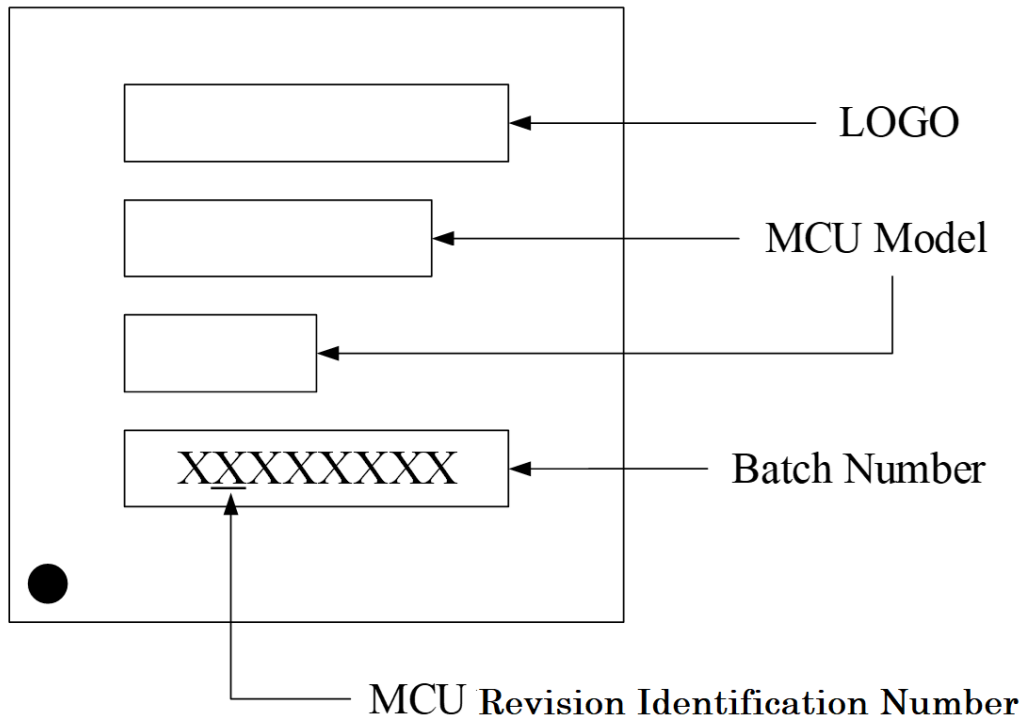 LOGO
MCU Model
XXXXXXXX
Batch Number
MCU Revision Identification Number